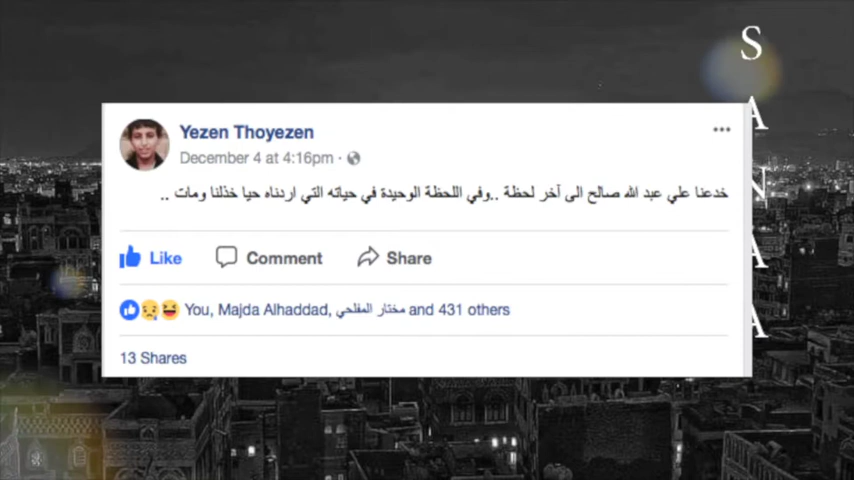 SANAA
Yezen Thoyezen
December 4 at 4:16pm ·
خدعنا علي عبد الله صالح الى آخر لحظة ..وفي اللحظة الوحيدة في حياته التي اردناه حيا خذلنا ومات ..
Like Comment Share
You, Majda Alhaddad, مختار المفلحي and 431 others
13 Shares